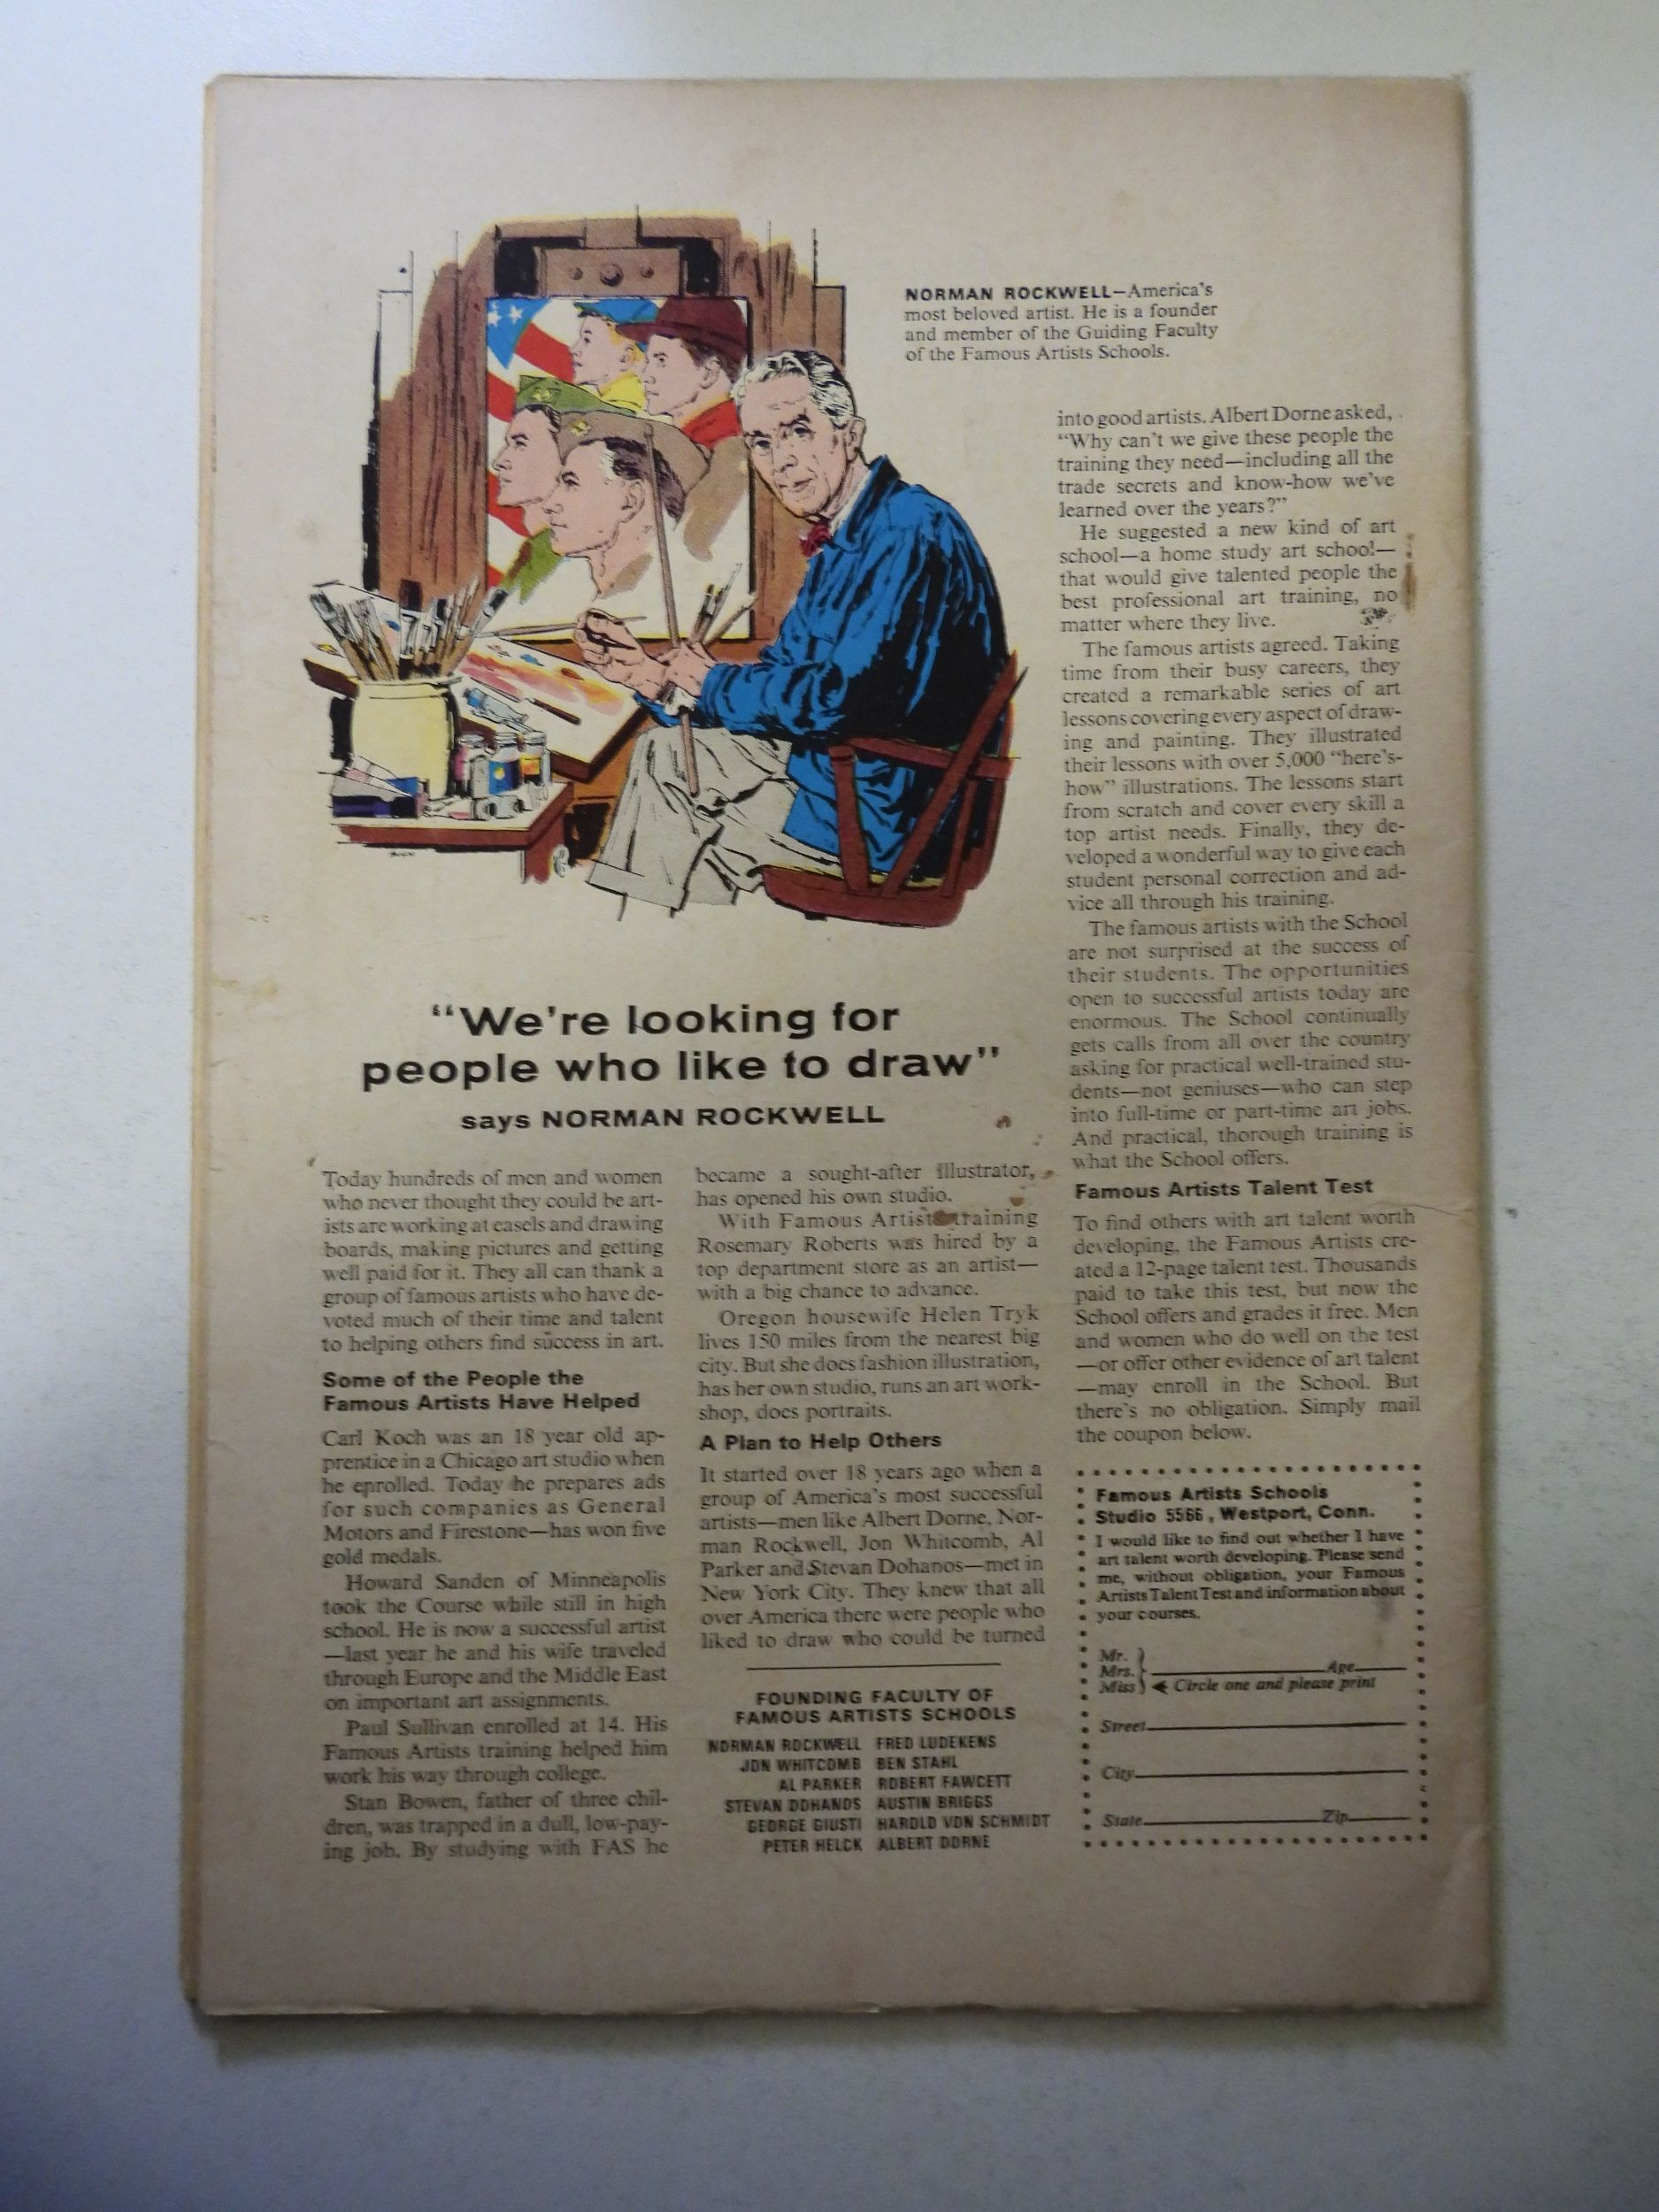 NORMAN ROCKWELL—America's
most beloved artist. He is a founder
and member of the Guiding Faculty
of the Famous Artists Schools.
"We're looking for
people who like to draw"
says NORMAN ROCKWELL
Today hundreds of men and women
who never thought they could be art-
ists are working at easels and drawing
boards, making pictures and getting
well paid for it. They all can thank a
group of famous artists who have de-
voted much of their time and talent
to helping others find success in art.
Some of the People the
Famous Artists Have Helped
Carl Koch was an 18 year old ap-
prentice in a Chicago art studio when
he enrolled. Today he prepares ads
for such companies as General
Motors and Firestone—has won five
gold medals.
Howard Sanden of Minneapolis
took the Course while still in high
school. He is now a successful artist
—last year he and his wife traveled
through Europe and the Middle East
on important art assignments.
Paul Sullivan enrolled at 14. His
Famous Artists training helped him
work his way through college.
Stan Bowen, father of three chil-
dren, was trapped in a dull, low-pay-
ing job. By studying with FAS he
became a sought-after illustrator,
has opened his own studio.
With Famous Artists training
Rosemary Roberts was hired by a
top department store as an artist—
with a big chance to advance.
Oregon housewife Helen Tryk
lives 150 miles from the nearest big
city. But she does fashion illustration,
has her own studio, runs an art work-
shop, does portraits.
A Plan to Help Others
It started over 18 years ago when a
group of America's most successful
artists—men like Albert Dorne, Nor-
man Rockwell, Jon Whitcomb, Al
Parker and Stevan Dohanos—met in
New York City. They knew that all
over America there were people who
liked to draw who could be turned
FOUNDING FACULTY OF
FAMOUS ARTISTS SCHOOLS
NORMAN ROCKWELL FRED LUDEKENS
JON WHITCOMB BEN STAHL
AL PARKER ROBERT FAWCETT
STEVAN DOHANOS AUSTIN BRIGGS
GEORGE GIUSTI HAROLD VON SCHMIDT
PETER HELCK ALBERT DORNE
into good artists. Albert Dorne asked,
"Why can't we give these people the
training they need—including all the
trade secrets and know-how we've
learned over the years?"
He suggested a new kind of art
school—a home study art school—
that would give talented people the
best professional art training, no
matter where they live.
The famous artists agreed. Taking
time from their busy careers, they
created a remarkable series of art
lessons covering every aspect of draw-
ing and painting. They illustrated
their lessons with over 5,000 "here's-
how" illustrations. The lessons start
from scratch and cover every skill a
top artist needs. Finally, they de-
veloped a wonderful way to give each
student personal correction and ad-
vice all through his training.
The famous artists with the School
are not surprised at the success of
their students. The opportunities
open to successful artists today are
enormous. The School continually
gets calls from all over the country
asking for practical well-trained stu-
dents—not geniuses—who can step
into full-time or part-time art jobs.
And practical, thorough training is
what the School offers.
Famous Artists Talent Test
To find others with art talent worth
developing, the Famous Artists cre-
ated a 12-page talent test. Thousands
paid to take this test, but now the
School offers and grades it free. Men
and women who do well on the test
—or offer other evidence of art talent
—may enroll in the School. But
there's no obligation. Simply mail
the coupon below.
Famous Artists Schools
Studio 5566, Westport, Conn.
I would like to find out whether I have
art talent worth developing. Please send
me, without obligation, your Famous
Artists Talent Test and information about
your courses.
Mr.
Mrs. Age
Miss Circle one and please print
Street
City
State Zip